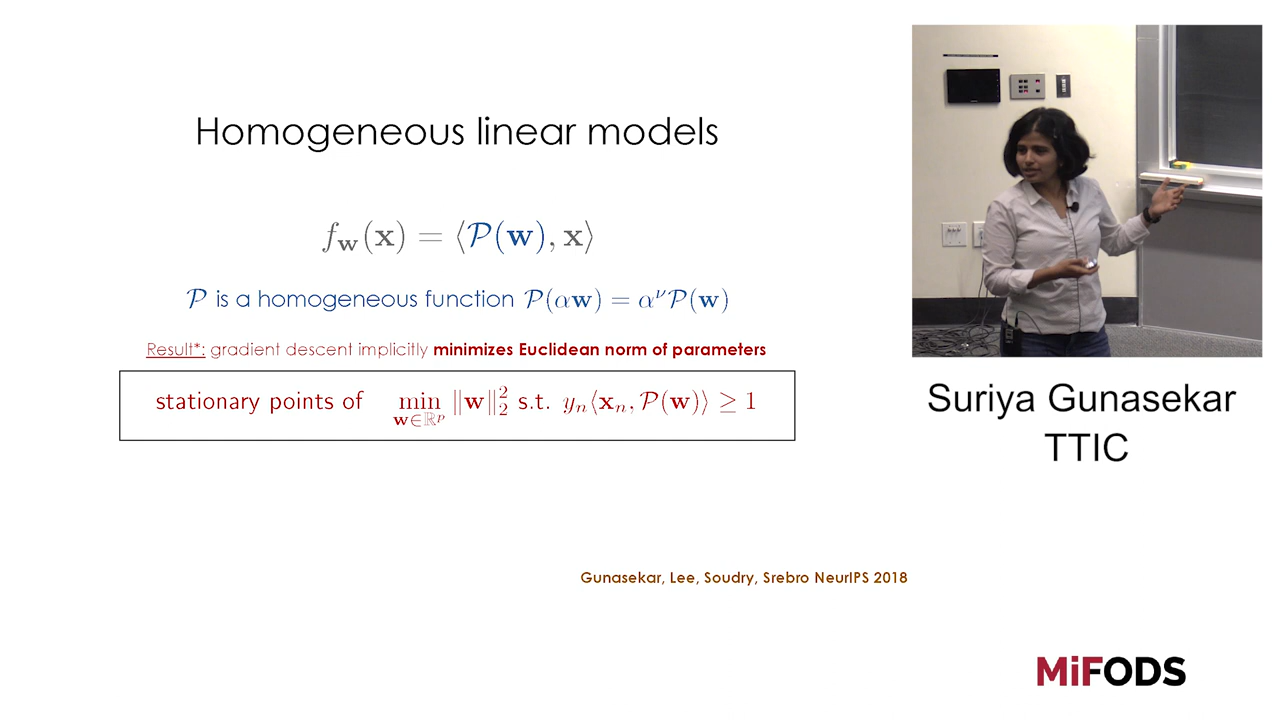 Homogeneous linear models
f_w(x) = ⟨𝒫(w), x⟩
𝒫 is a homogeneous function 𝒫(αw) = α^ν 𝒫(w)
Result*: gradient descent implicitly minimizes Euclidean norm of parameters
stationary points of min_{w∈ℝ^p} ‖w‖₂² s.t. y_n⟨x_n, 𝒫(w)⟩ ≥ 1
Gunasekar, Lee, Soudry, Srebro NeurIPS 2018
Suriya Gunasekar
TTIC
MiFODS